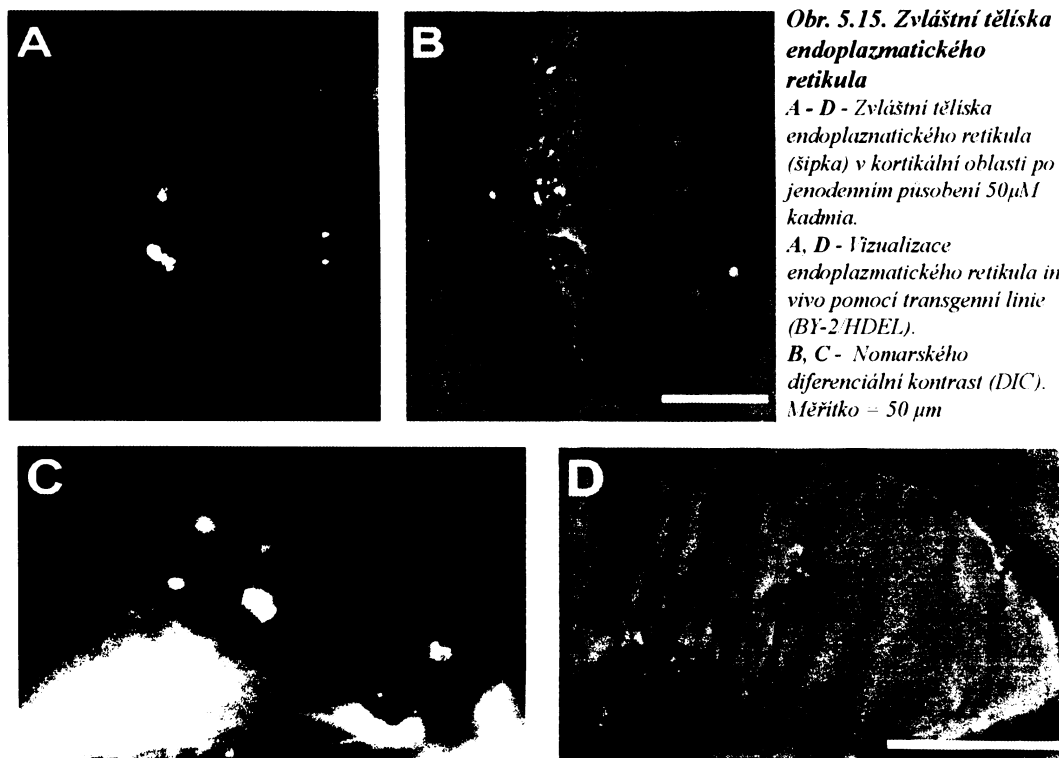 A
B
Obr. 5.15. Zvláštní tělíska
endoplazmatického
retikula
A - D - Zvláštní tělíska
endoplaznatického retikula
(šipka) v kortikální oblasti po
jenodenním působení 50µM
kadmia.
A, D - Vizualizace
endoplazmatického retikula in
vivo pomocí transgenní linie
(BY-2/HDEL).
B, C - Nomarského
diferenciální kontrast (DIC).
Měřítko = 50 µm
C
D